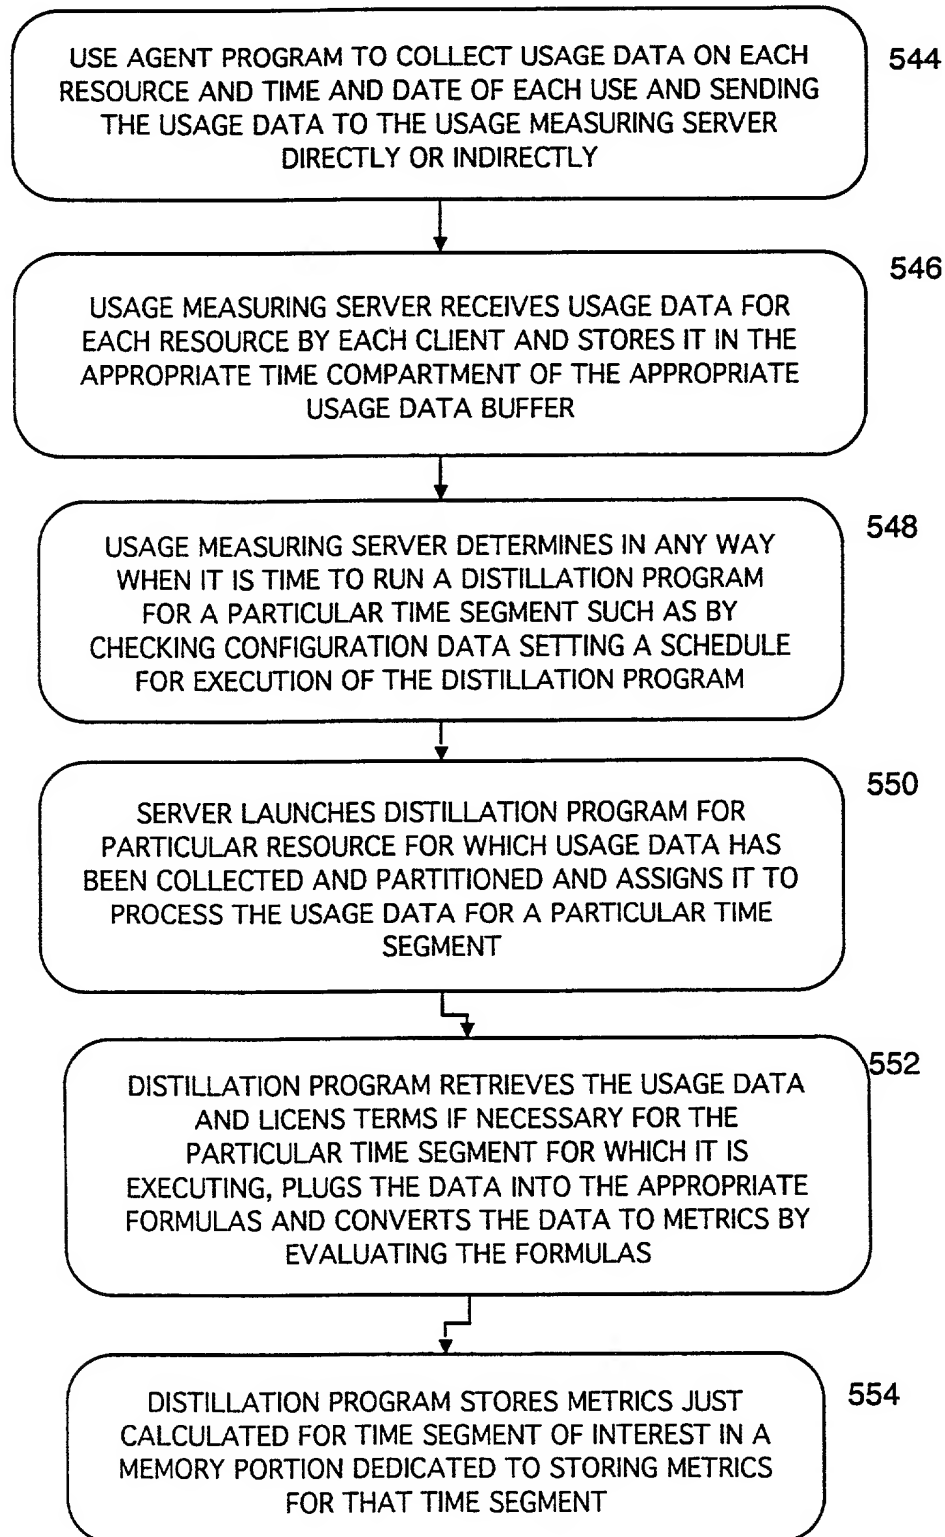 USE AGENT PROGRAM TO COLLECT USAGE DATA ON EACH
RESOURCE AND TIME AND DATE OF EACH USE AND SENDING
THE USAGE DATA TO THE USAGE MEASURING SERVER
DIRECTLY OR INDIRECTLY
544
USAGE MEASURING SERVER RECEIVES USAGE DATA FOR
EACH RESOURCE BY EACH CLIENT AND STORES IT IN THE
APPROPRIATE TIME COMPARTMENT OF THE APPROPRIATE
USAGE DATA BUFFER
546
USAGE MEASURING SERVER DETERMINES IN ANY WAY
WHEN IT IS TIME TO RUN A DISTILLATION PROGRAM
FOR A PARTICULAR TIME SEGMENT SUCH AS BY
CHECKING CONFIGURATION DATA SETTING A SCHEDULE
FOR EXECUTION OF THE DISTILLATION PROGRAM
548
SERVER LAUNCHES DISTILLATION PROGRAM FOR
PARTICULAR RESOURCE FOR WHICH USAGE DATA HAS
BEEN COLLECTED AND PARTITIONED AND ASSIGNS IT TO
PROCESS THE USAGE DATA FOR A PARTICULAR TIME
SEGMENT
550
DISTILLATION PROGRAM RETRIEVES THE USAGE DATA
AND LICENS TERMS IF NECESSARY FOR THE
PARTICULAR TIME SEGMENT FOR WHICH IT IS
EXECUTING, PLUGS THE DATA INTO THE APPROPRIATE
FORMULAS AND CONVERTS THE DATA TO METRICS BY
EVALUATING THE FORMULAS
552
DISTILLATION PROGRAM STORES METRICS JUST
CALCULATED FOR TIME SEGMENT OF INTEREST IN A
MEMORY PORTION DEDICATED TO STORING METRICS
FOR THAT TIME SEGMENT
554